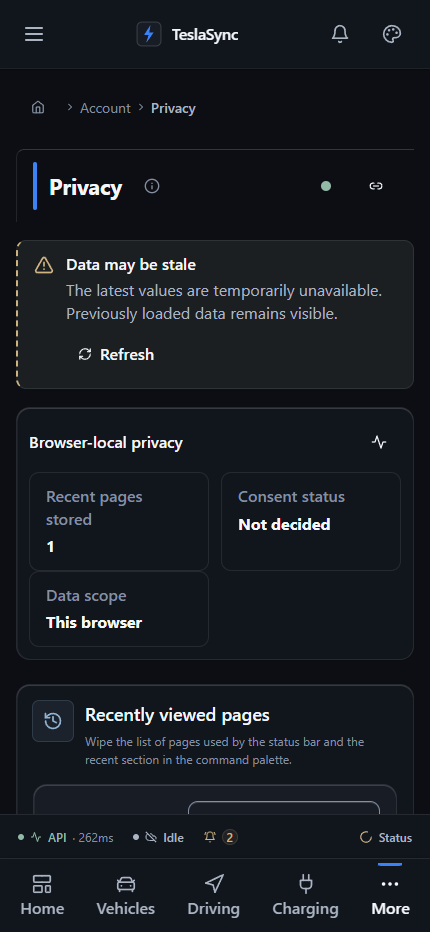 TeslaSync
Account
Privacy
Privacy
Data may be stale
The latest values are temporarily unavailable.
Previously loaded data remains visible.
Refresh
Browser-local privacy
Recent pages
stored
1
Consent status
Not decided
Data scope
This browser
Recently viewed pages
Wipe the list of pages used by the status bar and the
recent section in the command palette.
API · 262ms
Idle
2
Status
Home
Vehicles
Driving
Charging
More